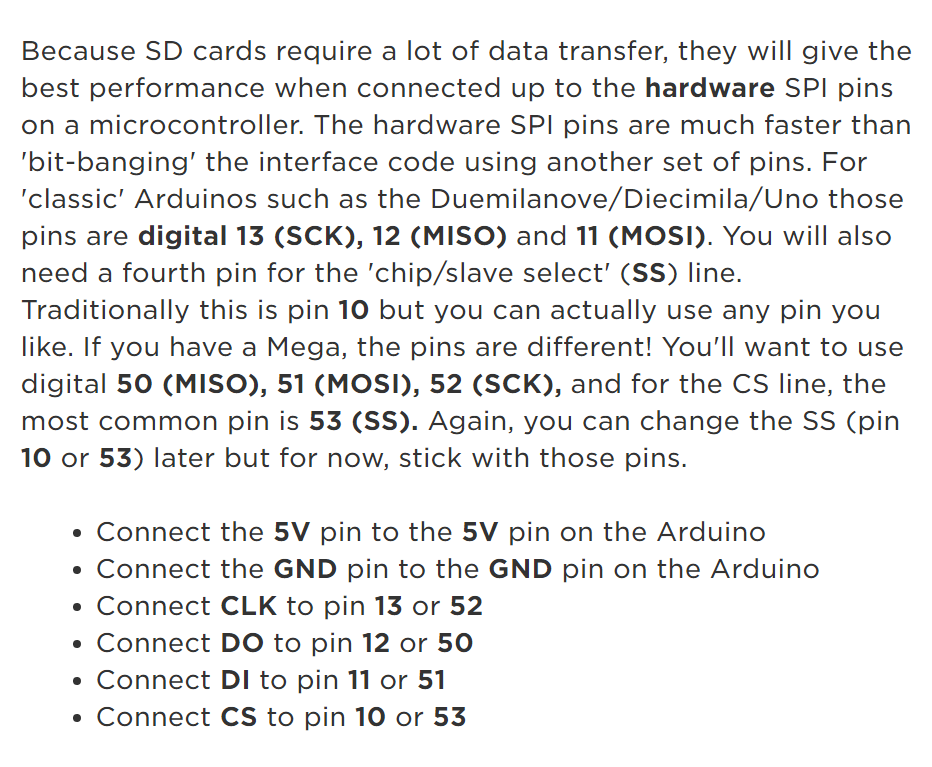 Because SD cards require a lot of data transfer, they will give the
best performance when connected up to the hardware SPI pins
on a microcontroller. The hardware SPI pins are much faster than
'bit-banging' the interface code using another set of pins. For
'classic' Arduinos such as the Duemilanove/Diecimila/Uno those
pins are digital 13 (SCK), 12 (MISO) and 11 (MOSI). You will also
need a fourth pin for the 'chip/slave select' (SS) line.
Traditionally this is pin 10 but you can actually use any pin you
like. If you have a Mega, the pins are different! You'll want to use
digital 50 (MISO), 51 (MOSI), 52 (SCK), and for the CS line, the
most common pin is 53 (SS). Again, you can change the SS (pin
10 or 53) later but for now, stick with those pins.
• Connect the 5V pin to the 5V pin on the Arduino
• Connect the GND pin to the GND pin on the Arduino
• Connect CLK to pin 13 or 52
• Connect DO to pin 12 or 50
• Connect DI to pin 11 or 51
• Connect CS to pin 10 or 53